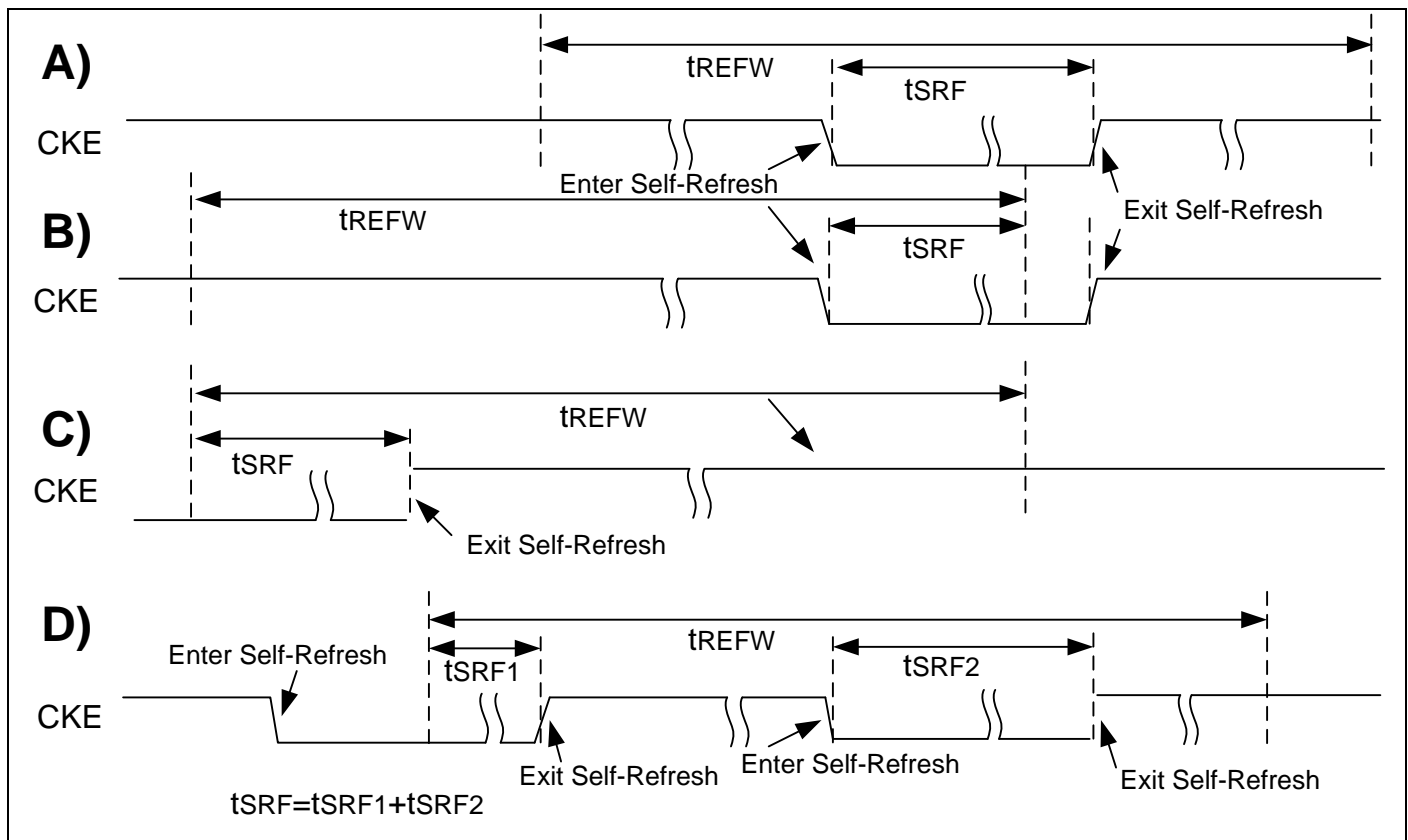 A)
tREFW
tSRF
CKE
Enter Self-Refresh
Exit Self-Refresh
tREFW
B)
tSRF
CKE
tREFW
C)
tSRF
CKE
Exit Self-Refresh
D)
tREFW
Enter Self-Refresh
tSRF1
tSRF2
CKE
Exit Self-Refresh
Enter Self-Refresh
Exit Self-Refresh
tSRF=tSRF1+tSRF2